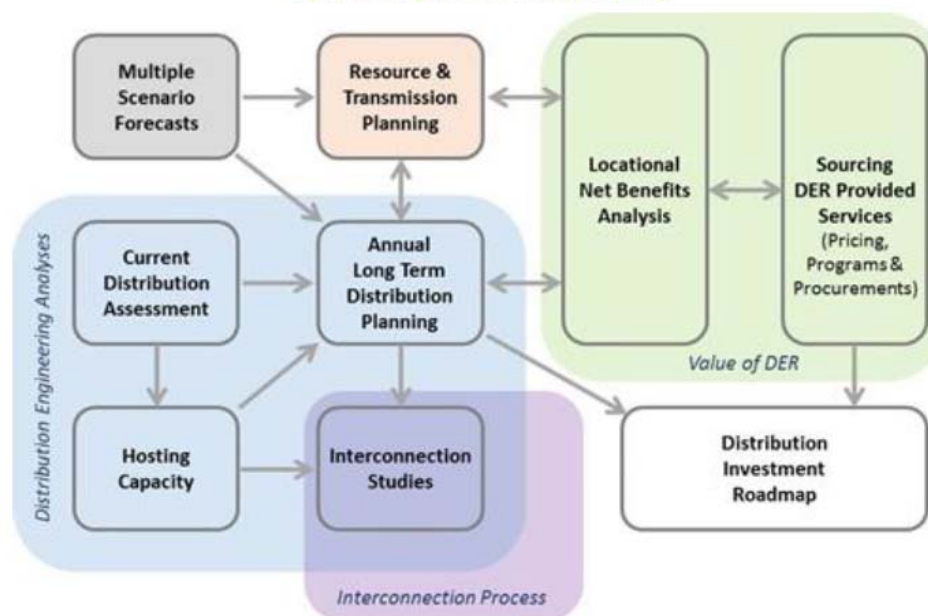 Multiple
Scenario
Forecasts
Resource &
Transmission
Planning
Locational
Net Benefits
Analysis
Sourcing
DER Provided
Services
(Pricing,
Programs &
Procurements)
Value of DER
Distribution Engineering Analyses
Current
Distribution
Assessment
Annual
Long Term
Distribution
Planning
Hosting
Capacity
Interconnection
Studies
Interconnection Process
Distribution
Investment
Roadmap